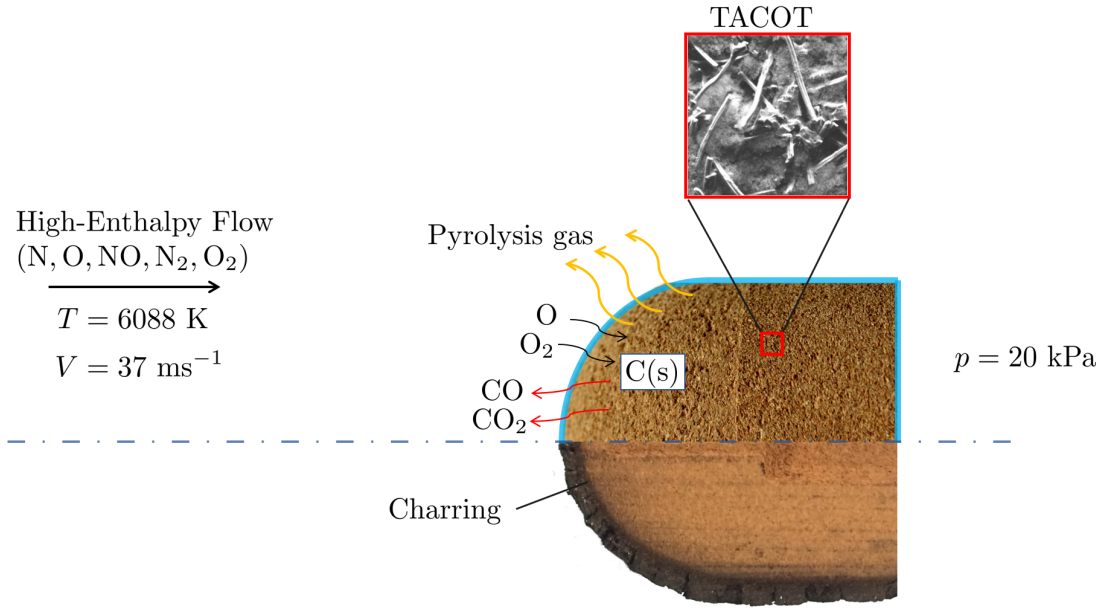 TACOT
High-Enthalpy Flow
(N, O, NO, N₂, O₂)
T = 6088 K
V = 37 ms⁻¹
Pyrolysis gas
O
O₂
C(s)
CO
CO₂
p = 20 kPa
Charring